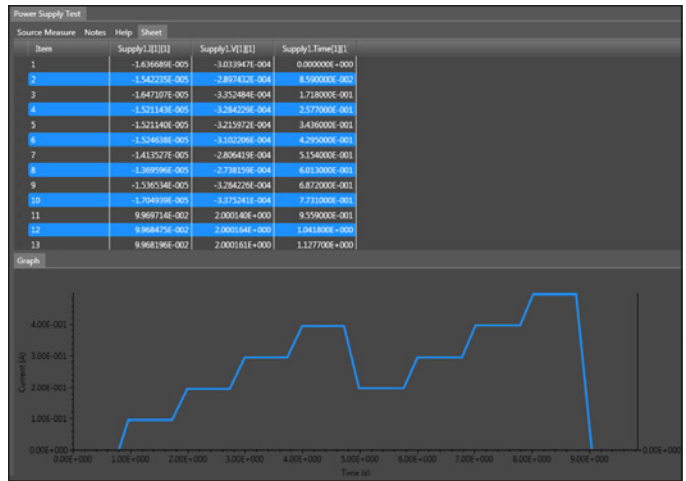 Power Supply Test
Source Measure Notes Help Sheet
Item Supply1.I[1][1] Supply1.V[1][1] Supply1.Time[1][1
1 -1.636689E-005 -3.033947E-004 0.000000E+000
2 -1.542235E-005 -2.897432E-004 8.590000E-002
3 -1.647107E-005 -3.352484E-004 1.718000E-001
4 -1.521143E-005 -3.284229E-004 2.577000E-001
5 -1.521140E-005 -3.215972E-004 3.436000E-001
6 -1.524638E-005 -3.102206E-004 4.295000E-001
7 -1.413527E-005 -2.806419E-004 5.154000E-001
8 -1.369596E-005 -2.738159E-004 6.013000E-001
9 -1.536534E-005 -3.284226E-004 6.872000E-001
10 -1.704939E-005 -3.375241E-004 7.731000E-001
11 9.969714E-002 2.000140E+000 9.559000E-001
12 9.968475E-002 2.000164E+000 1.041800E+000
13 9.968196E-002 2.000161E+000 1.127700E+000
Graph
4.00E-001
3.00E-001
Current (A)
2.00E-001
1.00E-001
0.00E+000 0.00E+000
0.00E+000 1.00E+000 2.00E+000 3.00E+000 4.00E+000 5.00E+000 6.00E+000 7.00E+000 8.00E+000 9.00E+000
Time (s)